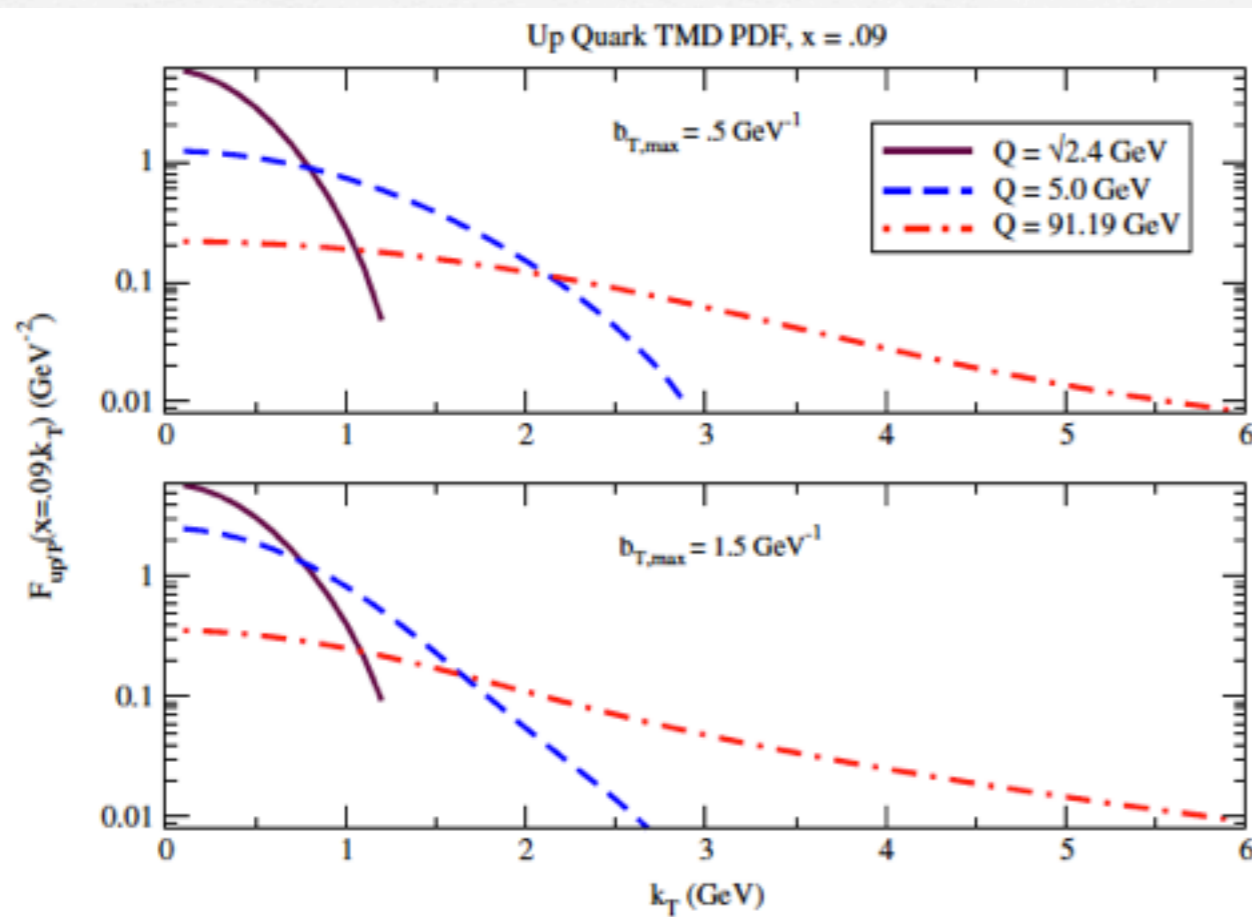 Up Quark TMD PDF, x = .09
b_T,max = .5 GeV^-1
Q = √2.4 GeV
Q = 5.0 GeV
Q = 91.19 GeV
1
0.1
0.01
0 1 2 3 4 5 6
F_up/P(x=.09,k_T) (GeV^-2)
b_T,max = 1.5 GeV^-1
1
0.1
0.01
0 1 2 3 4 5 6
k_T (GeV)